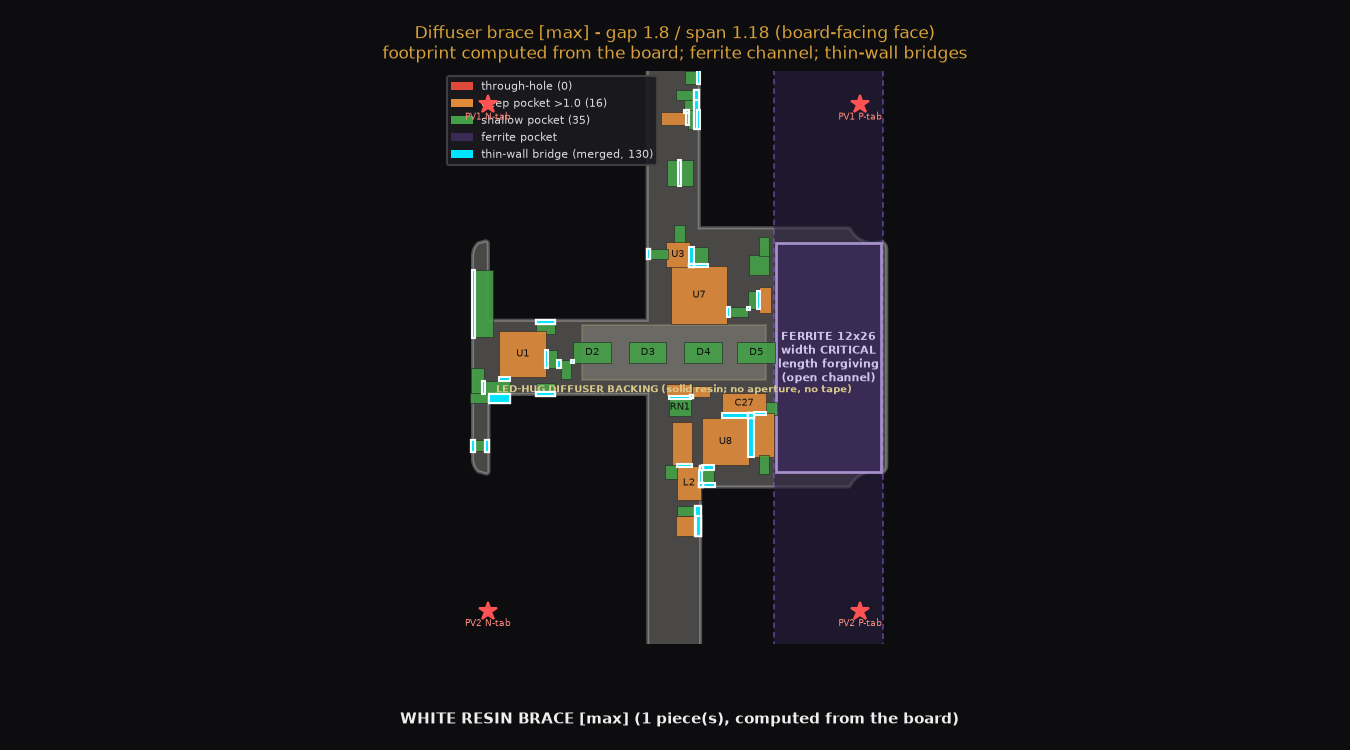 Diffuser brace [max] - gap 1.8 / span 1.18 (board-facing face)
footprint computed from the board; ferrite channel; thin-wall bridges
through-hole (0)
deep pocket >1.0 (16)
shallow pocket (35)
ferrite pocket
thin-wall bridge (merged, 130)
PV1 N-tab
PV1 P-tab
U3
U7
U1
D2
D3
D4
D5
FERRITE 12x26
width CRITICAL
length forgiving
(open channel)
LED-HUG DIFFUSER BACKING (solid resin; no aperture, no tape)
RN1
C27
U8
L2
PV2 N-tab
PV2 P-tab
WHITE RESIN BRACE [max] (1 piece(s), computed from the board)